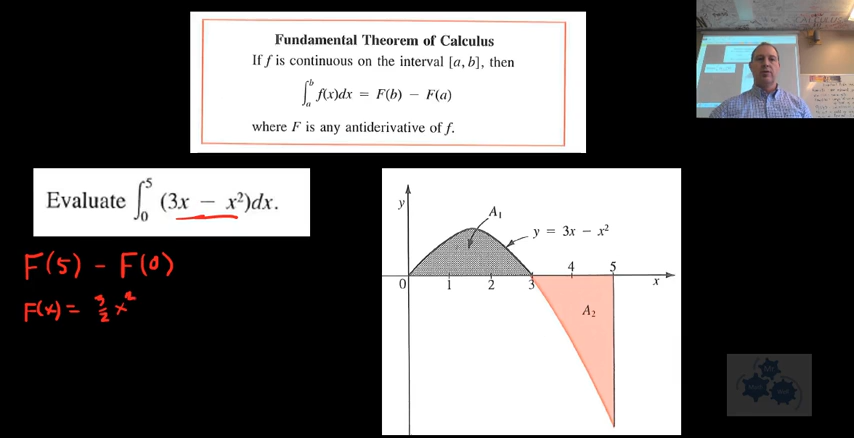 Fundamental Theorem of Calculus
If f is continuous on the interval [a, b], then
∫ₐᵇ f(x)dx = F(b) − F(a)
where F is any antiderivative of f.
Evaluate ∫₀⁵ (3x − x²)dx.
F(5) - F(0)
F(x) = 3/2 x²
y
A₁
y = 3x − x²
0 1 2 3 4 5 x
A₂